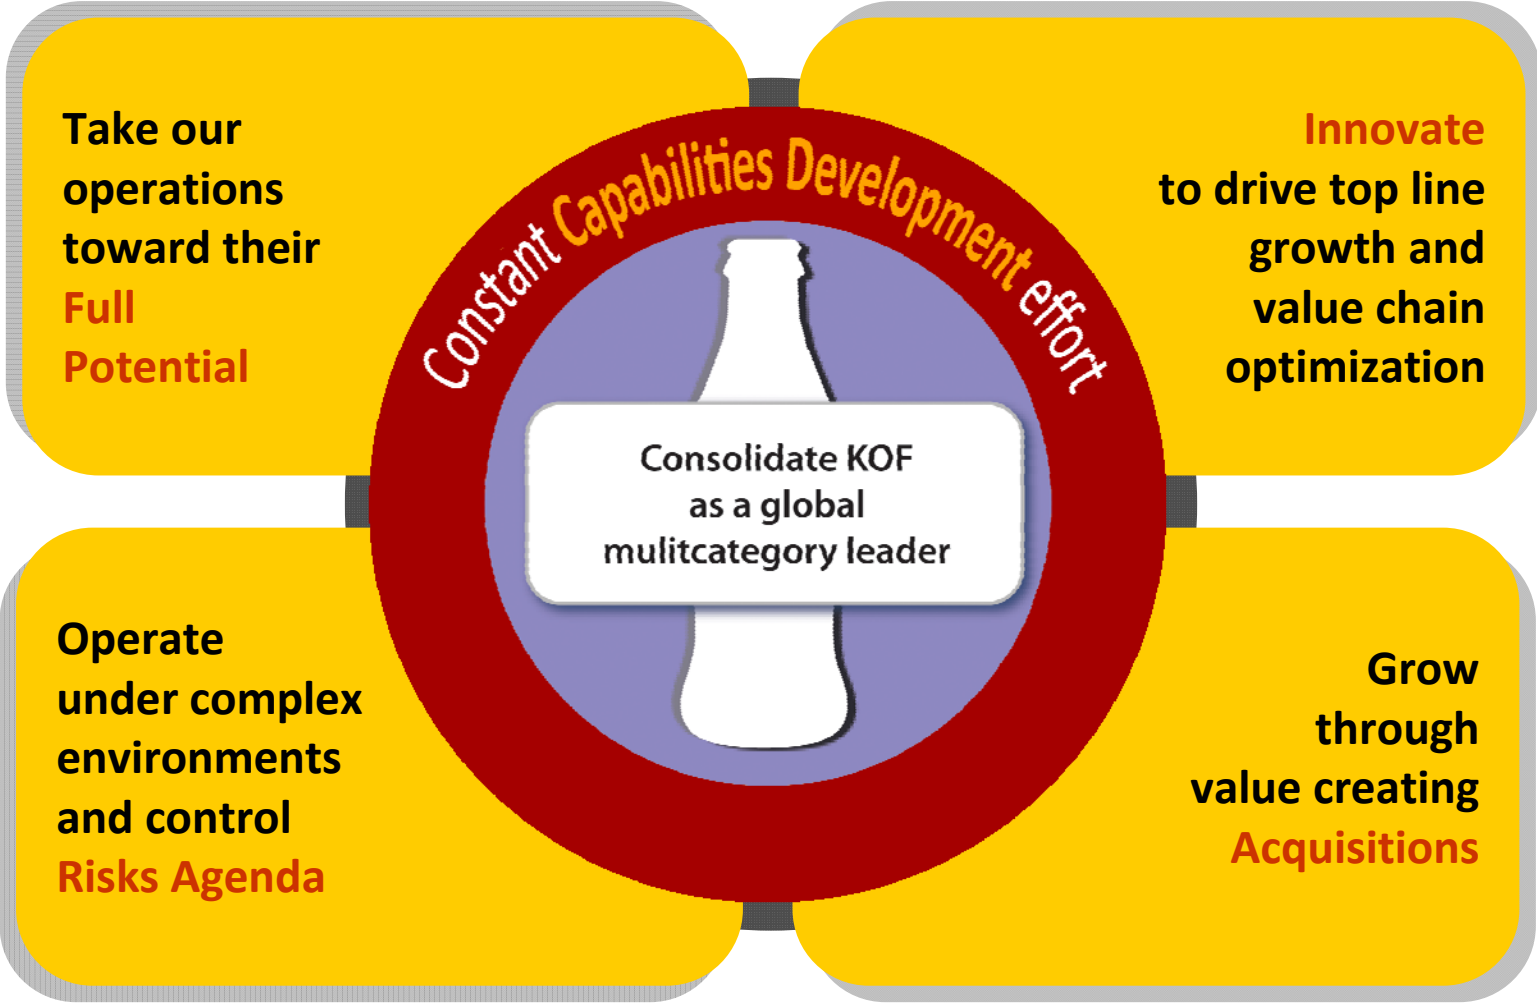 Take our
operations
toward their
Full
Potential
Innovate
to drive top line
growth and
value chain
optimization
Constant Capabilities Development effort
Consolidate KOF
as a global
mulitcategory leader
Operate
under complex
environments
and control
Risks Agenda
Grow
through
value creating
Acquisitions